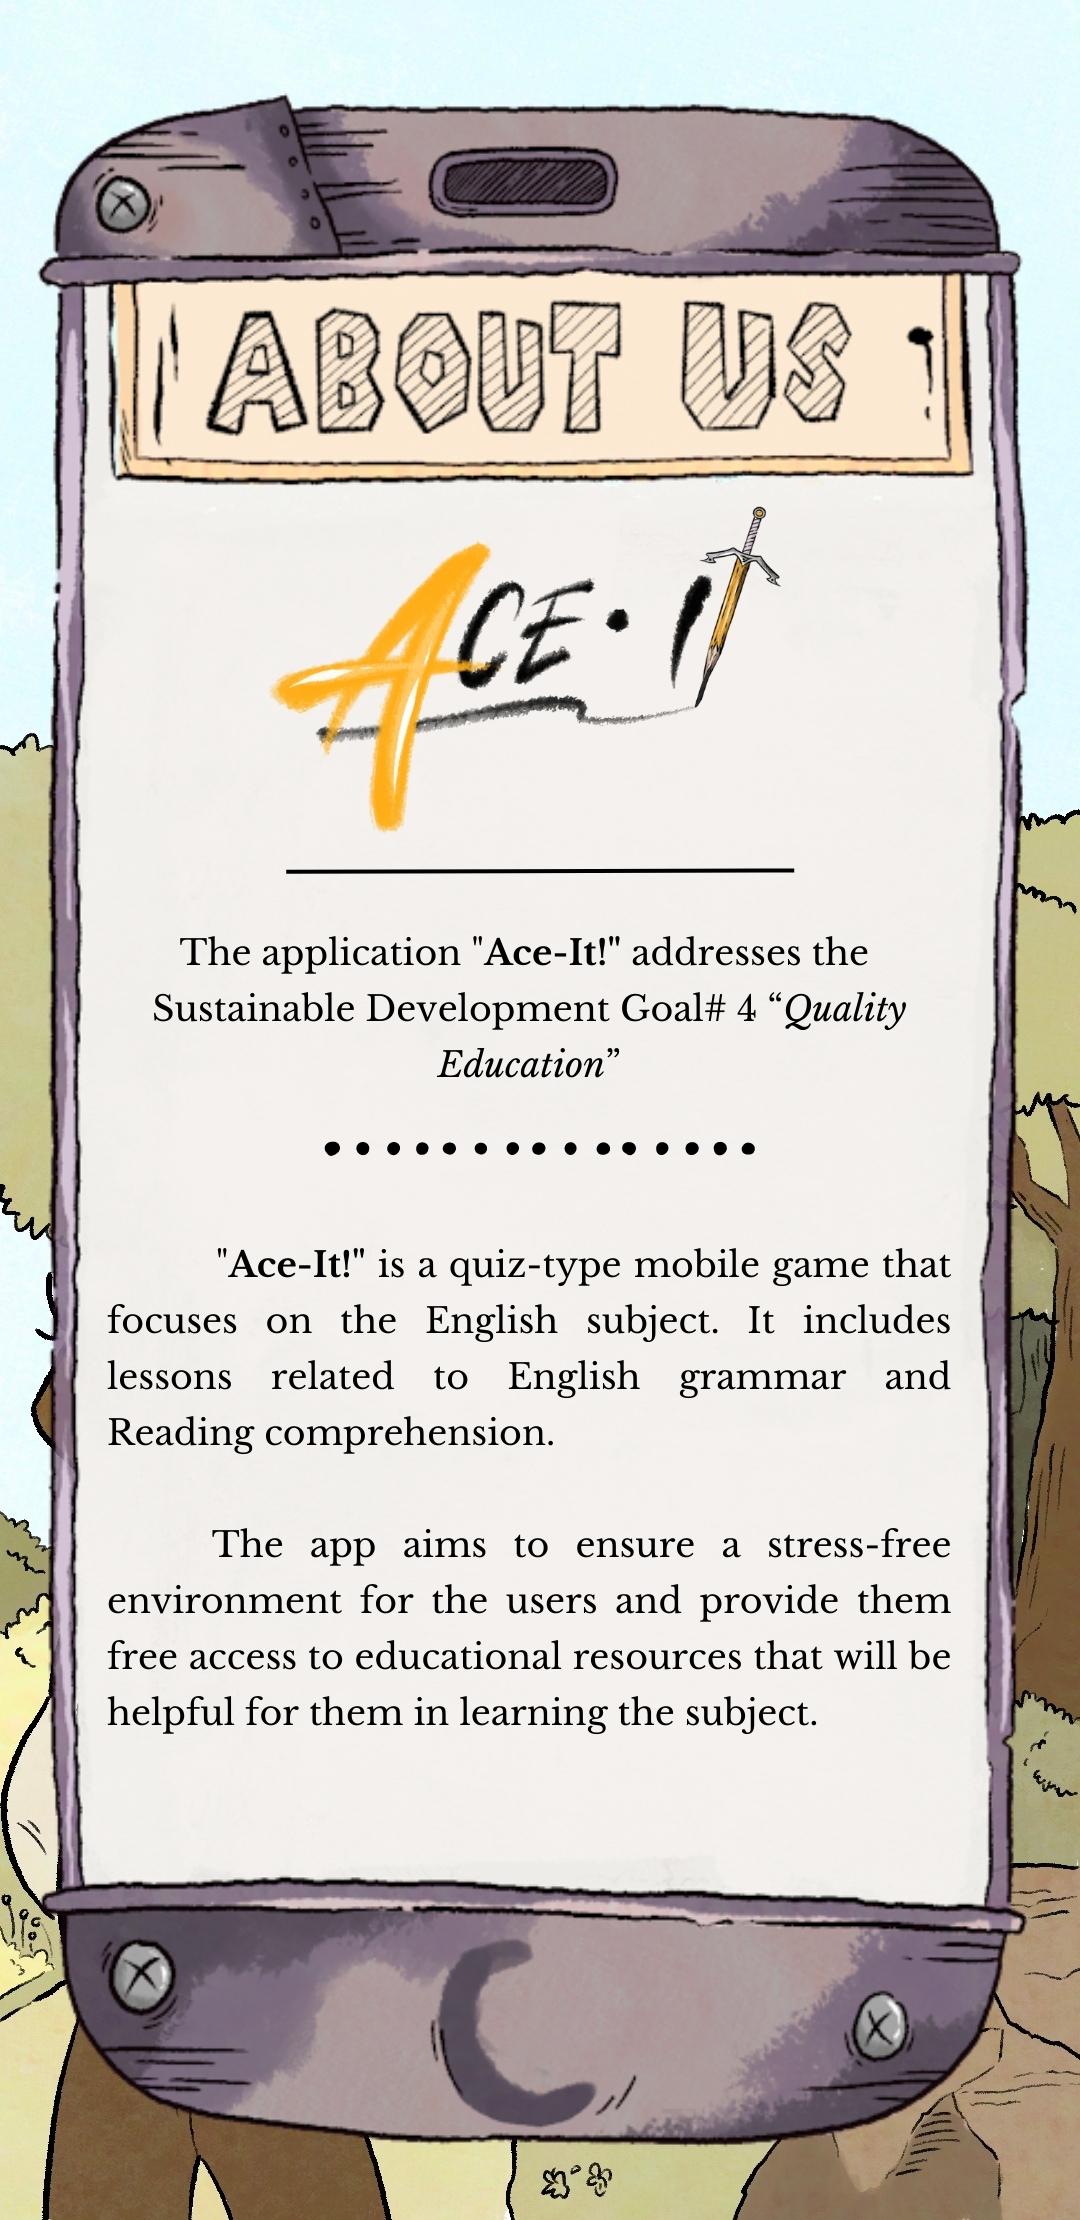 ABOUT US
ACE • I
The application "Ace-It!" addresses the
Sustainable Development Goal# 4 “Quality
Education”
"Ace-It!" is a quiz-type mobile game that
focuses on the English subject. It includes
lessons related to English grammar and
Reading comprehension.
The app aims to ensure a stress-free
environment for the users and provide them
free access to educational resources that will be
helpful for them in learning the subject.